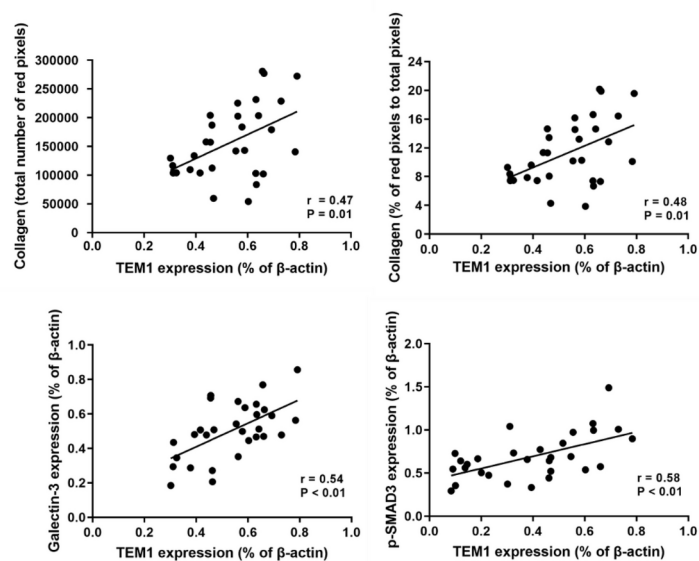 Collagen (total number of red pixels)
300000
250000
200000
150000
100000
50000
0
r = 0.47
P = 0.01
0.0 0.2 0.4 0.6 0.8 1.0
TEM1 expression (% of β-actin)
Collagen (% of red pixels to total pixels)
24
20
16
12
8
4
0
r = 0.48
P = 0.01
0.0 0.2 0.4 0.6 0.8 1.0
TEM1 expression (% of β-actin)
Galectin-3 expression (% of β-actin)
1.0
0.8
0.6
0.4
0.2
0.0
r = 0.54
P < 0.01
0.0 0.2 0.4 0.6 0.8 1.0
TEM1 expression (% of β-actin)
p-SMAD3 expression (% of β-actin)
2.0
1.5
1.0
0.5
0.0
r = 0.58
P < 0.01
0.0 0.2 0.4 0.6 0.8 1.0
TEM1 expression (% of β-actin)